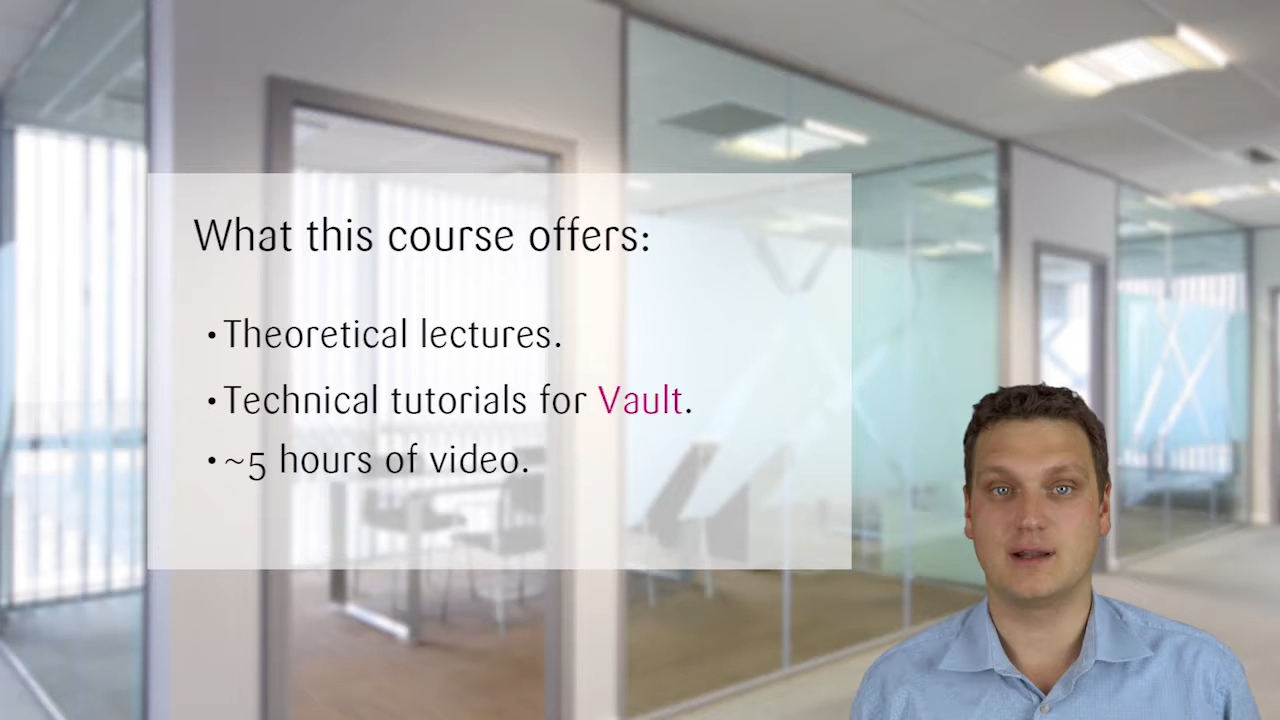 What this course offers:
• Theoretical lectures.
• Technical tutorials for Vault.
• ~5 hours of video.